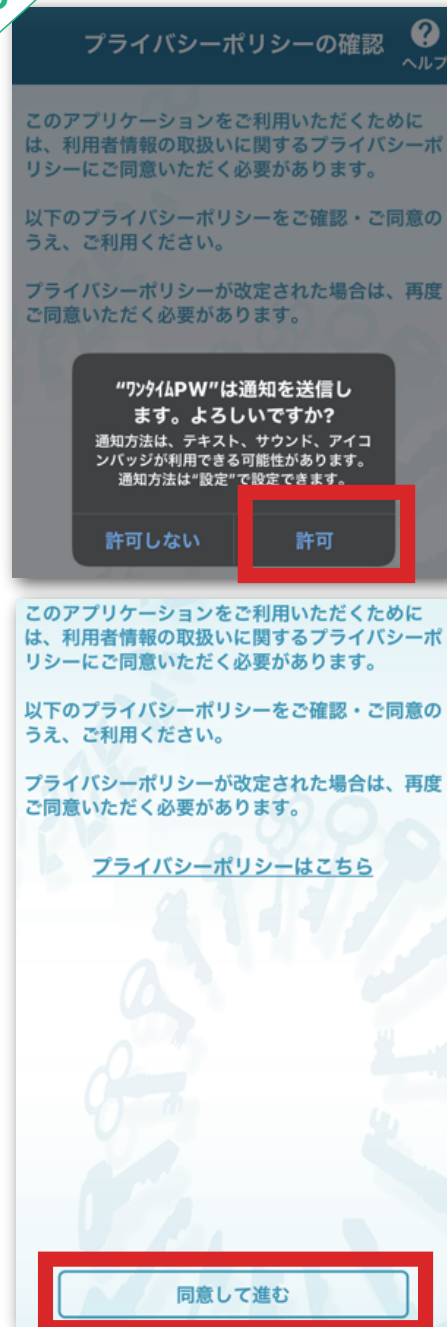 プライバシーポリシーの確認
?
ヘルプ
このアプリケーションをご利用いただくために
は、利用者情報の取扱いに関するプライバシーポ
リシーにご同意いただく必要があります。
以下のプライバシーポリシーをご確認・ご同意の
うえ、ご利用ください。
プライバシーポリシーが改定された場合は、再度
ご同意いただく必要があります。
“ﾜﾝﾀｲﾑPW”は通知を送信し
ます。よろしいですか?
通知方法は、テキスト、サウンド、アイコ
ンバッジが利用できる可能性があります。
通知方法は“設定”で設定できます。
許可しない
許可
このアプリケーションをご利用いただくために
は、利用者情報の取扱いに関するプライバシーポ
リシーにご同意いただく必要があります。
以下のプライバシーポリシーをご確認・ご同意の
うえ、ご利用ください。
プライバシーポリシーが改定された場合は、再度
ご同意いただく必要があります。
プライバシーポリシーはこちら
同意して進む